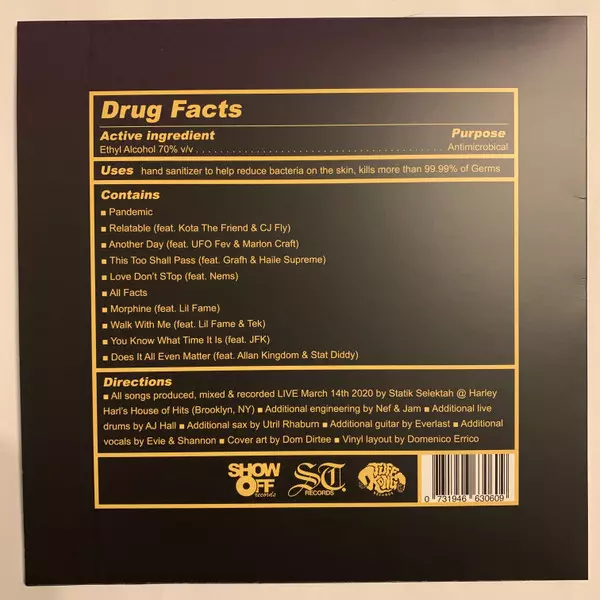 Drug Facts
Active ingredient Purpose
Ethyl Alcohol 70% v/v . . . . . . . . . . . . . . . . . . . . . . . . . . . . . . . . . . . . . . . . . . . . Antimicrobical
Uses hand sanitizer to help reduce bacteria on the skin, kills more than 99.99% of Germs
Contains
■ Pandemic
■ Relatable (feat. Kota The Friend & CJ Fly)
■ Another Day (feat. UFO Fev & Marlon Craft)
■ This Too Shall Pass (feat. Grafh & Haile Supreme)
■ Love Don't STop (feat. Nems)
■ All Facts
■ Morphine (feat. Lil Fame)
■ Walk With Me (feat. Lil Fame & Tek)
■ You Know What Time It Is (feat. JFK)
■ Does It All Even Matter (feat. Allan Kingdom & Stat Diddy)
Directions
■ All songs produced, mixed & recorded LIVE March 14th 2020 by Statik Selektah @ Harley
Harl's House of Hits (Brooklyn, NY) ■ Additional engineering by Nef & Jam ■ Additional live
drums by AJ Hall ■ Additional sax by Utril Rhaburn ■ Additional guitar by Everlast ■ Additional
vocals by Evie & Shannon ■ Cover art by Dom Dirtee ■ Vinyl layout by Domenico Errico
SHOW OFF records
ST. RECORDS
TUFF KONG RECORDS
0 731946 630609